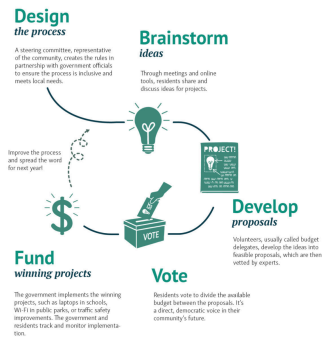 Design
the process
A steering committee, representative
of the community, creates the rules in
partnership with government officials
to ensure the process is inclusive and
meets local needs.
Brainstorm
ideas
Through meetings and online
tools, residents share and
discuss ideas for projects.
PROJECT!
Develop
proposals
Volunteers, usually called budget
delegates, develop the ideas into
feasible proposals, which are then
vetted by experts.
VOTE
Vote
Residents vote to divide the available
budget between the proposals. It's
a direct, democratic voice in their
community's future.
$
Fund
winning projects
The government implements the winning
projects, such as laptops in schools,
Wi-Fi in public parks, or traffic safety
improvements. The government and
residents track and monitor implementa-
tion.
Improve the process
and spread the word
for next year!